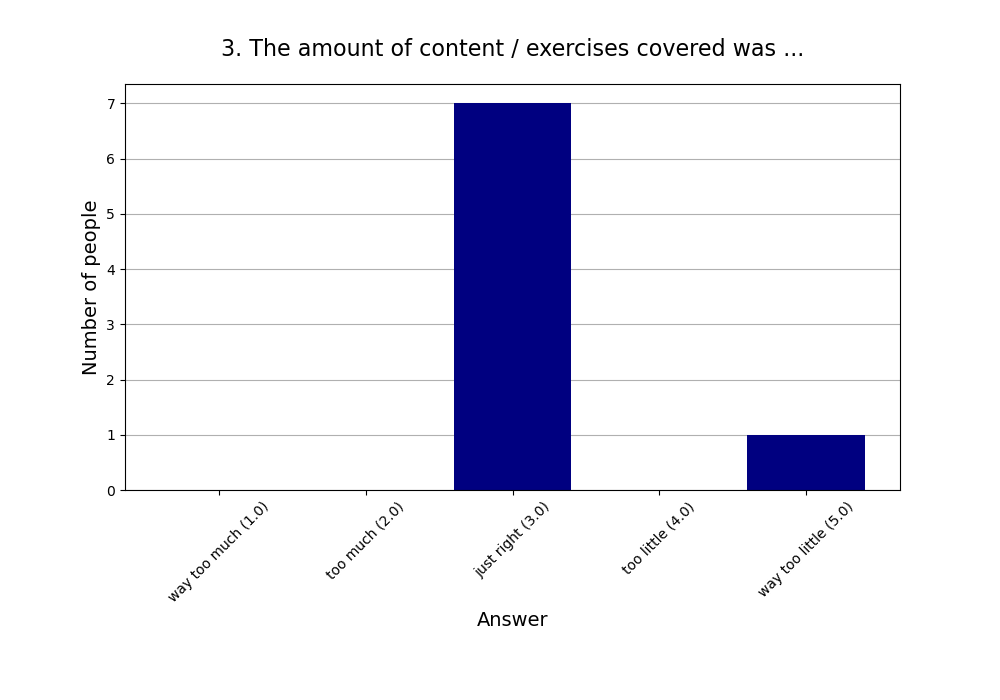 3. The amount of content / exercises covered was ...
Number of people
7
6
5
4
3
2
1
0
way too much (1.0)
too much (2.0)
just right (3.0)
too little (4.0)
way too little (5.0)
Answer